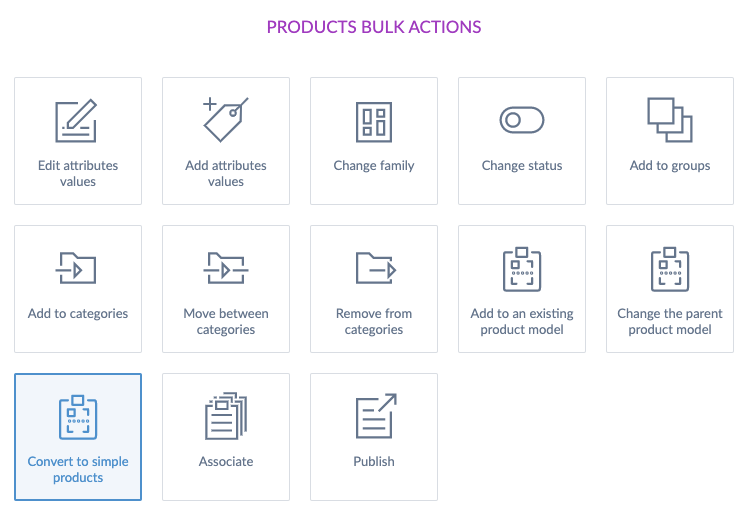 PRODUCTS BULK ACTIONS
Edit attributes
values
Add attributes
values
Change family
Change status
Add to groups
Add to categories
Move between
categories
Remove from
categories
Add to an existing
product model
Change the parent
product model
Convert to simple
products
Associate
Publish